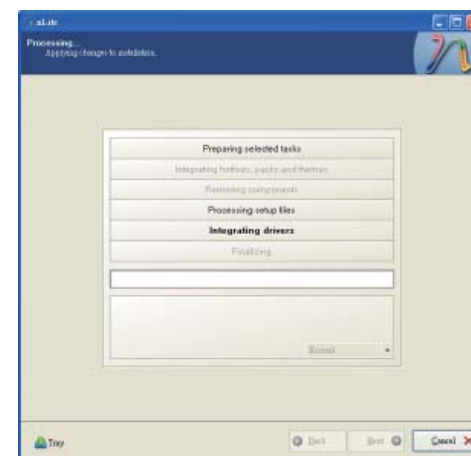 nLite
Processing...
Applying changes to installation.
Preparing selected tasks
Integrating hotfixes, packs and themes
Removing components
Processing setup files
Integrating drivers
Finalizing
Normal
Tray
Back
Next
Cancel